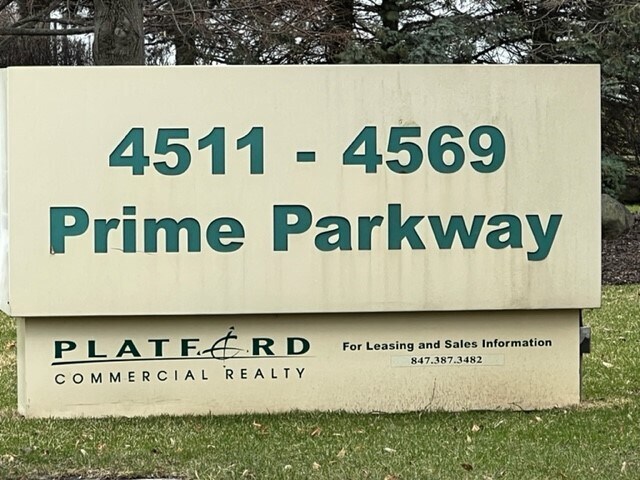 4511 - 4569
Prime Parkway
PLATFORD
COMMERCIAL REALTY
For Leasing and Sales Information
847.387.3482